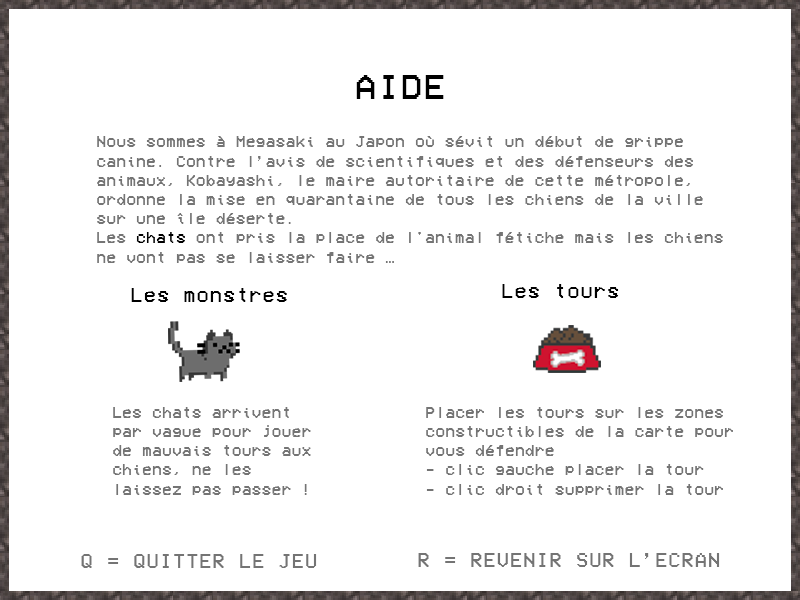 AIDE
Nous sommes à Megasaki au Japon où sévit un début de grippe
canine. Contre l'avis de scientifiques et des défenseurs des
animaux, Kobayashi, le maire autoritaire de cette métropole,
ordonne la mise en quarantaine de tous les chiens de la ville
sur une île déserte.
Les chats ont pris la place de l'animal fétiche mais les chiens
ne vont pas se laisser faire …
Les monstres
Les chats arrivent
par vague pour jouer
de mauvais tours aux
chiens, ne les
laissez pas passer !
Les tours
Placer les tours sur les zones
constructibles de la carte pour
vous défendre
- clic gauche placer la tour
- clic droit supprimer la tour
Q = QUITTER LE JEU
R = REVENIR SUR L'ECRAN